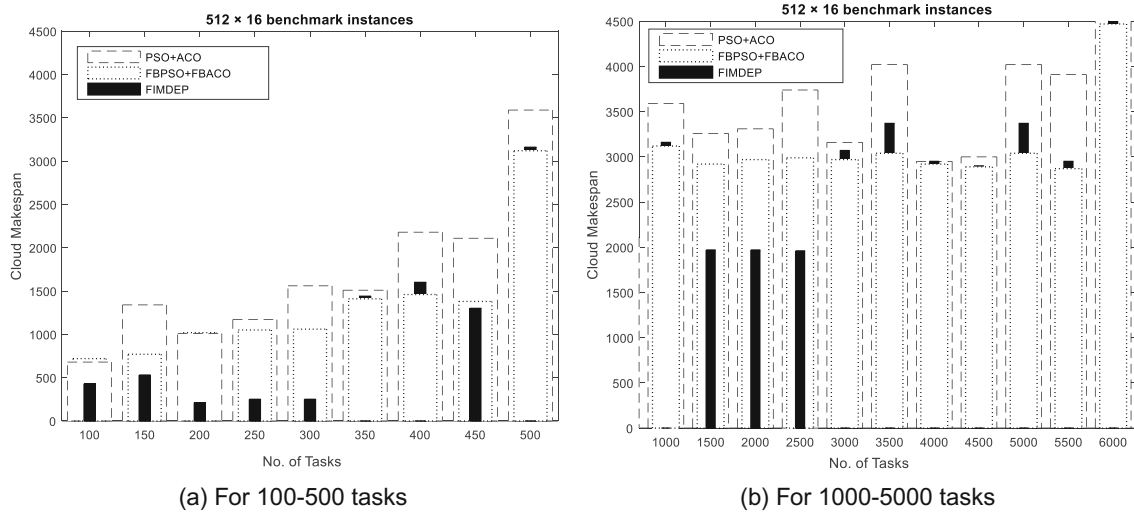 512 × 16 benchmark instances
4500
4000
3500
3000
2500
2000
1500
1000
500
0
Cloud Makespan
PSO+ACO
FBPSO+FBACO
FIMDEP
100 150 200 250 300 350 400 450 500
No. of Tasks
(a) For 100-500 tasks
512 × 16 benchmark instances
4500
4000
3500
3000
2500
2000
1500
1000
500
0
Cloud Makespan
PSO+ACO
FBPSO+FBACO
FIMDEP
1000 1500 2000 2500 3000 3500 4000 4500 5000 5500 6000
No. of Tasks
(b) For 1000-5000 tasks